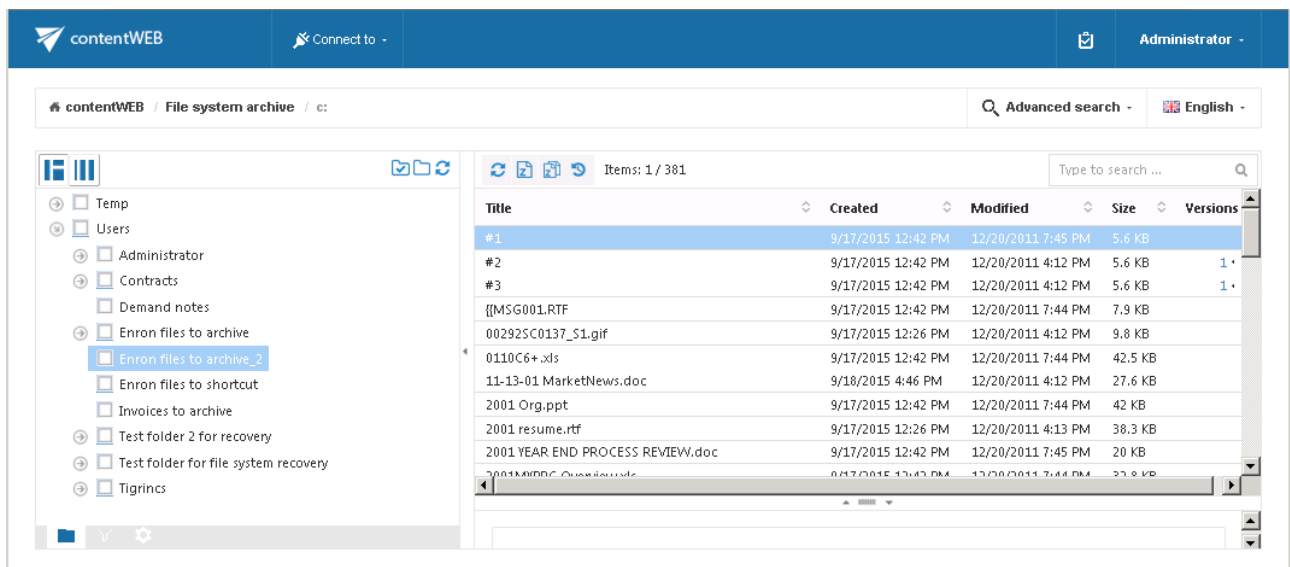 contentWEB Connect to Administrator
contentWEB / File system archive / c: Advanced search English
Items: 1 / 381 Type to search ...
Temp
Users
Administrator
Contracts
Demand notes
Enron files to archive
Enron files to archive_2
Enron files to shortcut
Invoices to archive
Test folder 2 for recovery
Test folder for file system recovery
Tigrincs
Title Created Modified Size Versions
#1 9/17/2015 12:42 PM 12/20/2011 7:45 PM 5.6 KB
#2 9/17/2015 12:42 PM 12/20/2011 4:12 PM 5.6 KB 1
#3 9/17/2015 12:42 PM 12/20/2011 4:12 PM 5.6 KB 1
{{MSG001.RTF 9/17/2015 12:42 PM 12/20/2011 7:44 PM 7.9 KB
00292SC0137_S1.gif 9/17/2015 12:26 PM 12/20/2011 4:12 PM 9.8 KB
0110C6+.xls 9/17/2015 12:42 PM 12/20/2011 7:44 PM 42.5 KB
11-13-01 MarketNews.doc 9/18/2015 4:46 PM 12/20/2011 4:12 PM 27.6 KB
2001 Org.ppt 9/17/2015 12:42 PM 12/20/2011 7:44 PM 42 KB
2001 resume.rtf 9/17/2015 12:26 PM 12/20/2011 4:13 PM 38.3 KB
2001 YEAR END PROCESS REVIEW.doc 9/17/2015 12:42 PM 12/20/2011 7:45 PM 20 KB
9/17/2015 12:42 PM 12/20/2011 7:44 PM